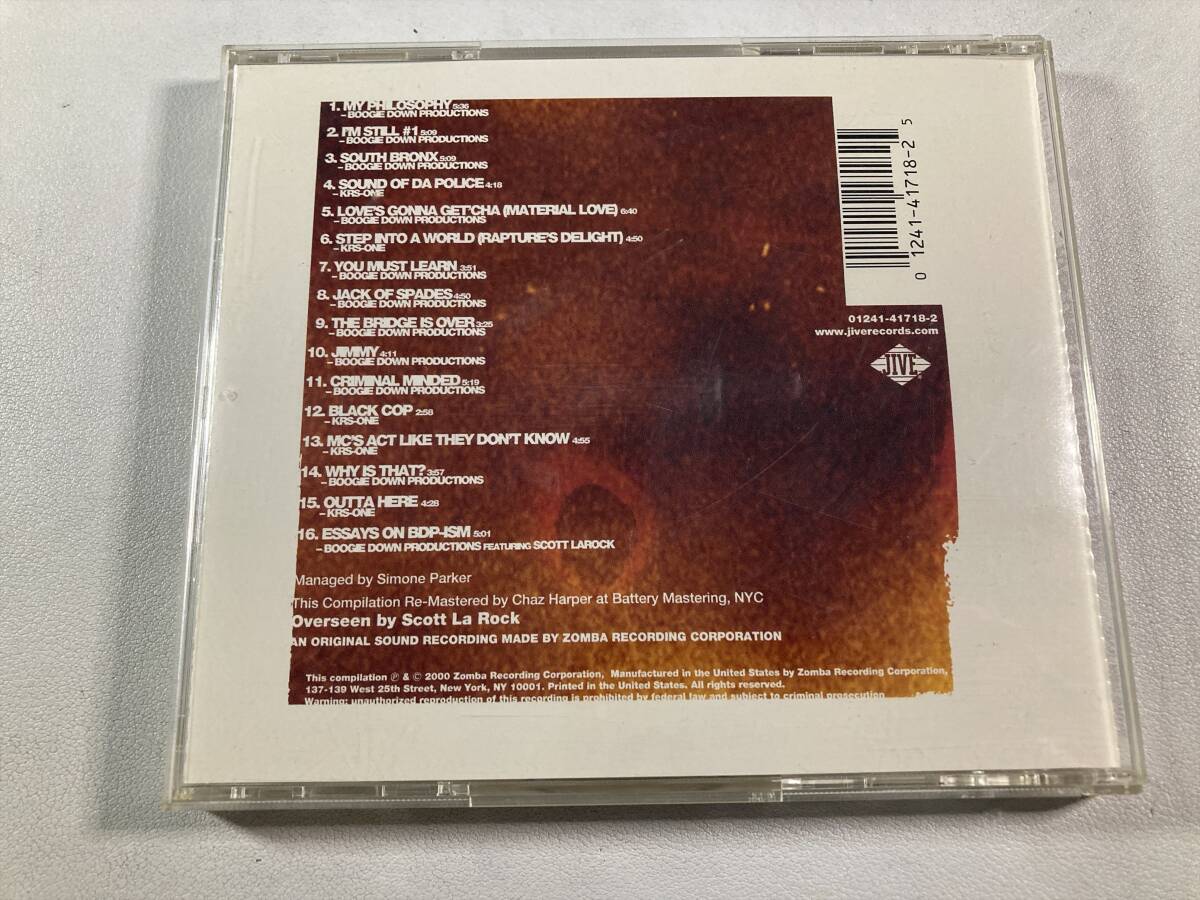 1. MY PHILOSOPHY 5:36
– BOOGIE DOWN PRODUCTIONS
2. I'M STILL #1 5:09
– BOOGIE DOWN PRODUCTIONS
3. SOUTH BRONX 5:09
– BOOGIE DOWN PRODUCTIONS
4. SOUND OF DA POLICE 4:18
– KRS-ONE
5. LOVE'S GONNA GET'CHA (MATERIAL LOVE) 6:40
– BOOGIE DOWN PRODUCTIONS
6. STEP INTO A WORLD (RAPTURE'S DELIGHT) 4:50
– KRS-ONE
7. YOU MUST LEARN 3:51
– BOOGIE DOWN PRODUCTIONS
8. JACK OF SPADES 4:50
– BOOGIE DOWN PRODUCTIONS
9. THE BRIDGE IS OVER 3:25
– BOOGIE DOWN PRODUCTIONS
10. JIMMY 4:11
– BOOGIE DOWN PRODUCTIONS
11. CRIMINAL MINDED 5:19
– BOOGIE DOWN PRODUCTIONS
12. BLACK COP 2:58
– KRS-ONE
13. MC'S ACT LIKE THEY DON'T KNOW 4:55
– KRS-ONE
14. WHY IS THAT? 3:57
– BOOGIE DOWN PRODUCTIONS
15. OUTTA HERE 4:28
– KRS-ONE
16. ESSAYS ON BDP-ISM 5:01
– BOOGIE DOWN PRODUCTIONS FEATURING SCOTT LAROCK
Managed by Simone Parker
This Compilation Re-Mastered by Chaz Harper at Battery Mastering, NYC
Overseen by Scott La Rock
AN ORIGINAL SOUND RECORDING MADE BY ZOMBA RECORDING CORPORATION
This compilation ℗ & © 2000 Zomba Recording Corporation, Manufactured in the United States by Zomba Recording Corporation,
137-139 West 25th Street, New York, NY 10001. Printed in the United States. All rights reserved.
Warning: unauthorized reproduction of this recording is prohibited by federal law and subject to criminal prosecution
0 1241-41718-2 5
01241-41718-2
www.jiverecords.com
JIVE
®